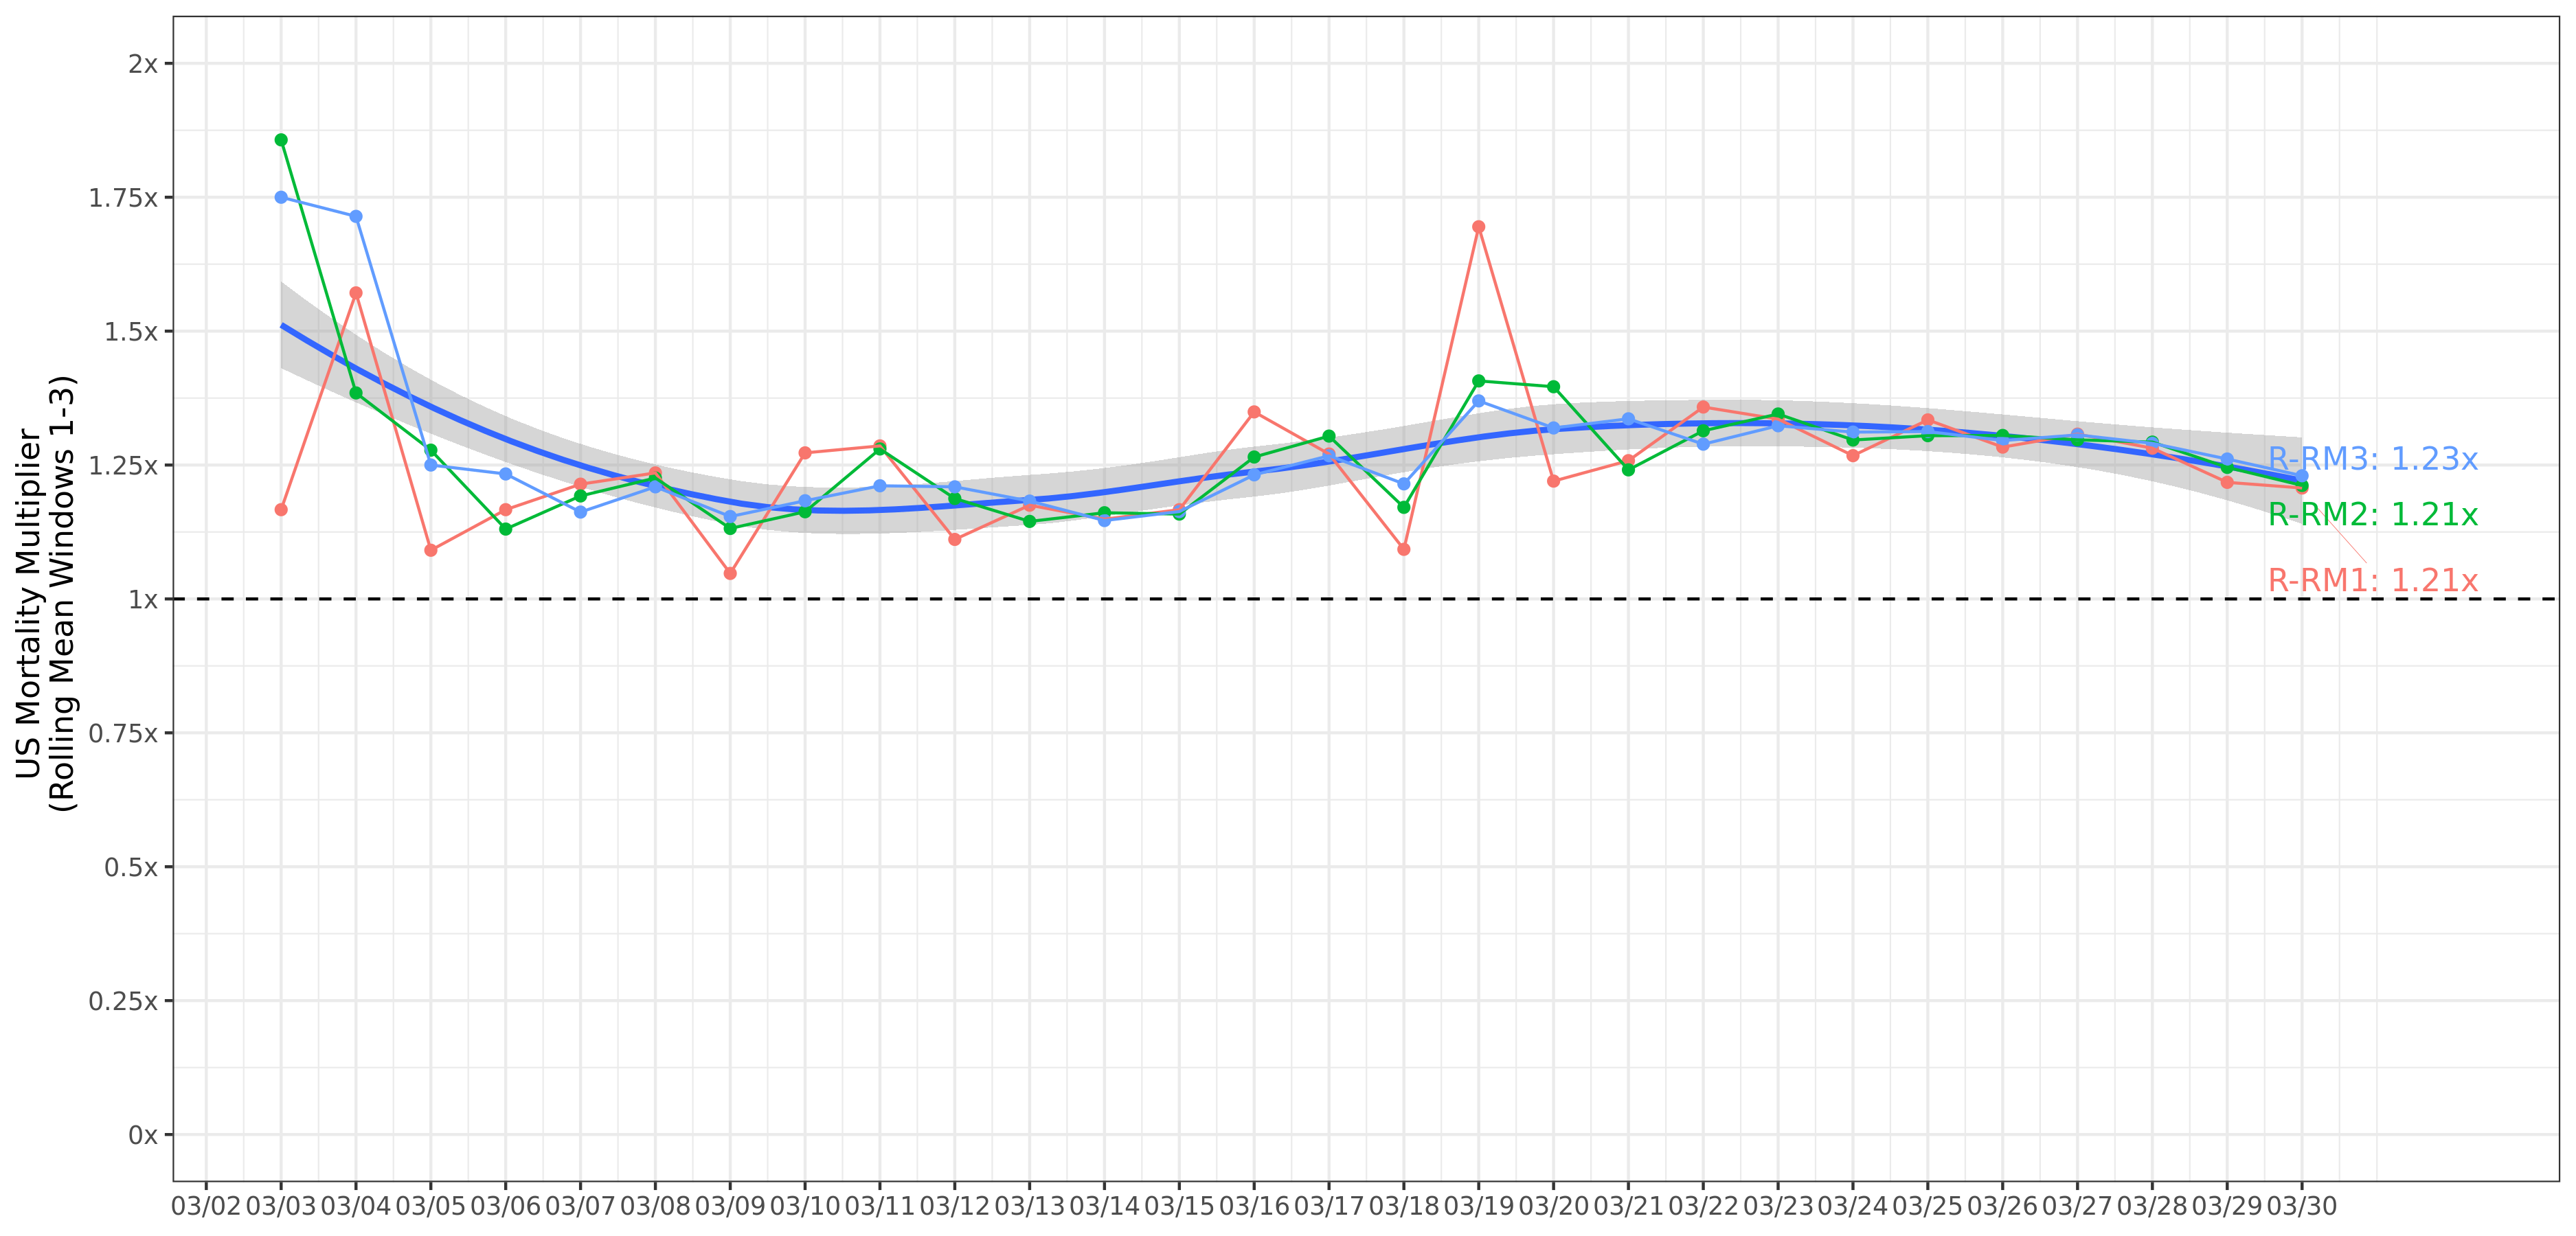 US Mortality Multiplier
(Rolling Mean Windows 1-3)
2x
1.75x
1.5x
1.25x
1x
0.75x
0.5x
0.25x
0x
R-RM3: 1.23x
R-RM2: 1.21x
R-RM1: 1.21x
03/02 03/03 03/04 03/05 03/06 03/07 03/08 03/09 03/10 03/11 03/12 03/13 03/14 03/15 03/16 03/17 03/18 03/19 03/20 03/21 03/22 03/23 03/24 03/25 03/26 03/27 03/28 03/29 03/30